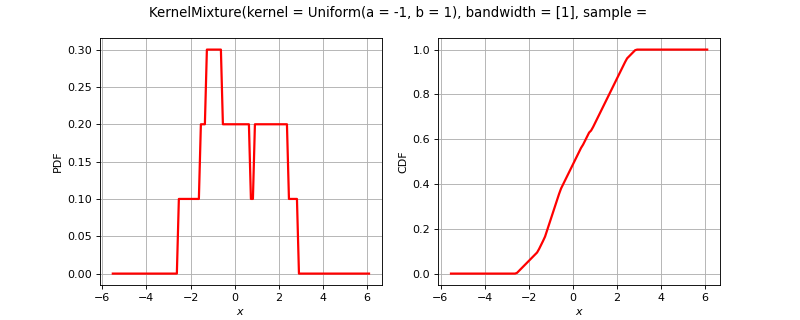 KernelMixture(kernel = Uniform(a = -1, b = 1), bandwidth = [1], sample =
0.30
0.25
0.20
0.15
0.10
0.05
0.00
PDF
−6 −4 −2 0 2 4 6
x
1.0
0.8
0.6
0.4
0.2
0.0
CDF
−6 −4 −2 0 2 4 6
x